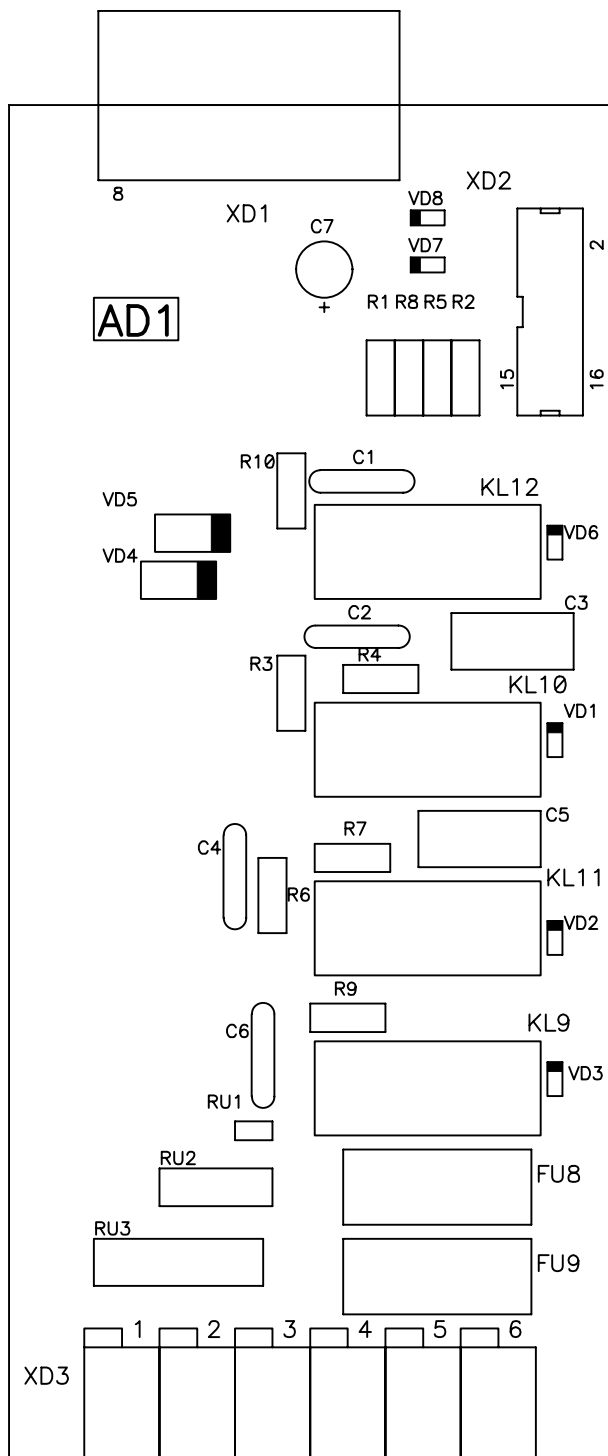 XD2
8
VD8
XD1
C7
2
VD7
+
R1 R8 R5 R2
AD1
15
16
C1
R10
KL12
VD5
VD6
VD4
C3
C2
R4
R3
KL10
VD1
C5
R7
C4
KL11
R6
VD2
R9
KL9
C6
VD3
RU1
RU2
FU8
RU3
FU9
1 2 3 4 5 6
XD3